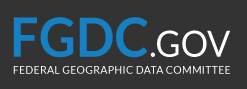 FGDC.GOV
FEDERAL GEOGRAPHIC DATA COMMITTEE